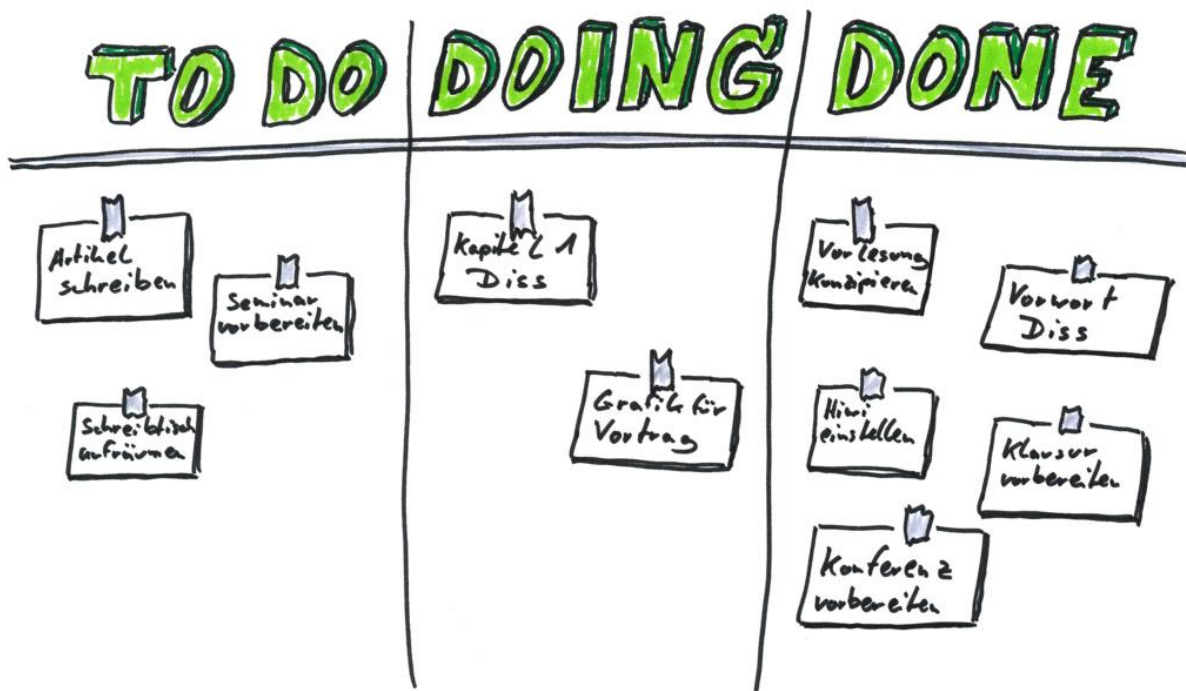 TO DO
DOING
DONE
Artikel
schreiben
Seminar
vorbereiten
Schreibtisch
aufräumen
Kapitel 1
Diss
Grafik für
Vortrag
Vorlesung
konzipieren
Vorwort
Diss
Hiwi
einstellen
Klausur
vorbereiten
Konferenz
vorbereiten